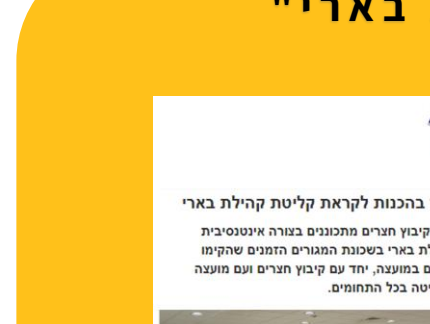 בארי"
בהכנות לקראת קליטת קהילת בארי
קיבוץ חצרים מתכוננים בצורה אינטנסיבית
בארי בשכונת המגורים הזמנים שהקימו
במועצה, יחד עם קיבוץ חצרים ועם מועצה
בכל התחומים.